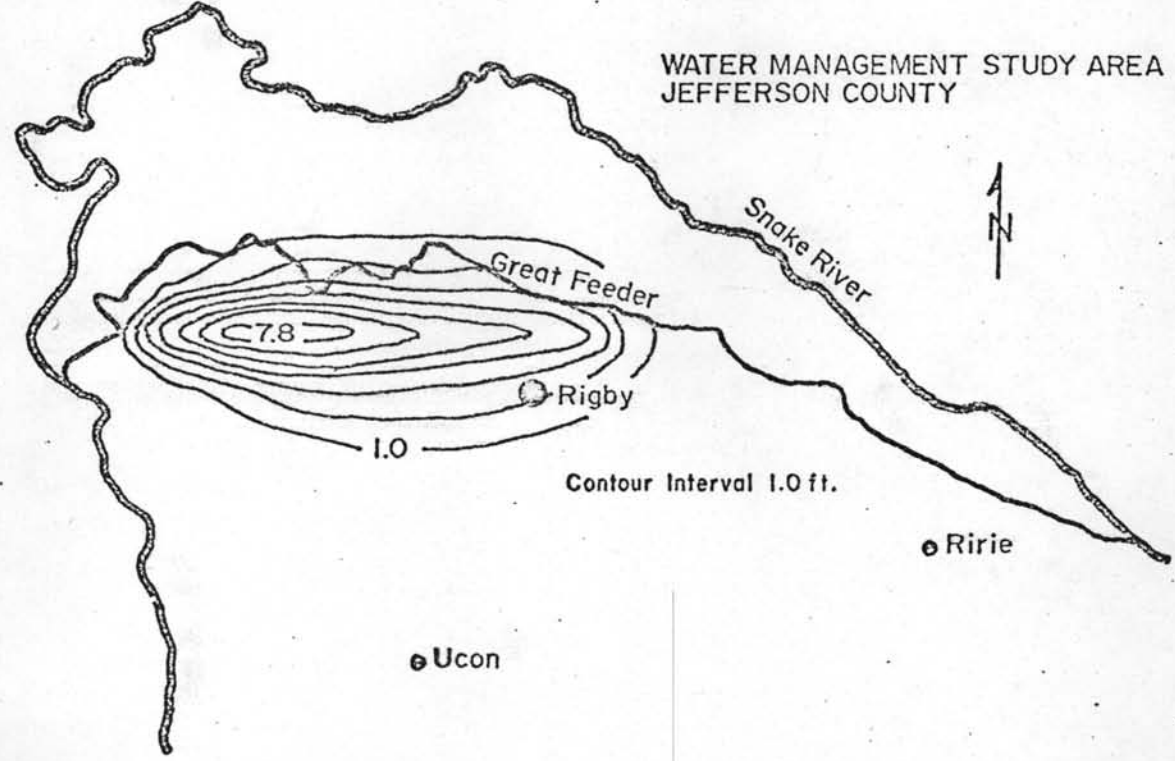 WATER MANAGEMENT STUDY AREA
JEFFERSON COUNTY
N
Snake River
Great Feeder
7.8
Rigby
1.0
Contour Interval 1.0 ft.
Ririe
Ucon